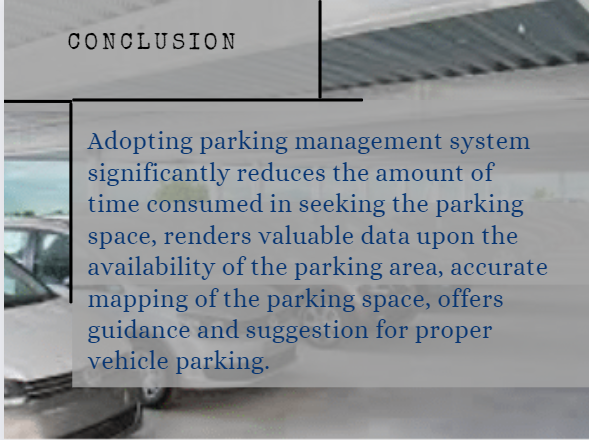 CONCLUSION
Adopting parking management system
significantly reduces the amount of
time consumed in seeking the parking
space, renders valuable data upon the
availability of the parking area, accurate
mapping of the parking space, offers
guidance and suggestion for proper
vehicle parking.